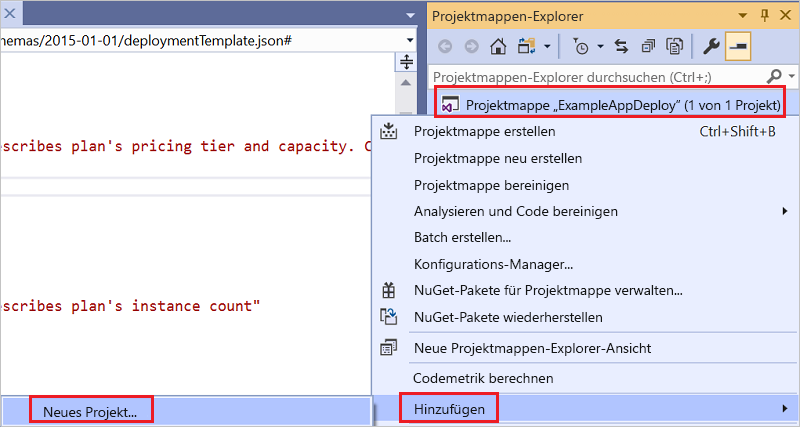 hemas/2015-01-01/deploymentTemplate.json#
escribes plan's pricing tier and capacity. C
escribes plan's instance count"
Projektmappen-Explorer
Projektmappen-Explorer durchsuchen (Ctrl+;)
Projektmappe „ExampleAppDeploy" (1 von 1 Projekt)
Projektmappe erstellen Ctrl+Shift+B
Projektmappe neu erstellen
Projektmappe bereinigen
Analysieren und Code bereinigen
Batch erstellen...
Konfigurations-Manager...
NuGet-Pakete für Projektmappe verwalten...
NuGet-Pakete wiederherstellen
Neue Projektmappen-Explorer-Ansicht
Codemetrik berechnen
Hinzufügen
Neues Projekt...